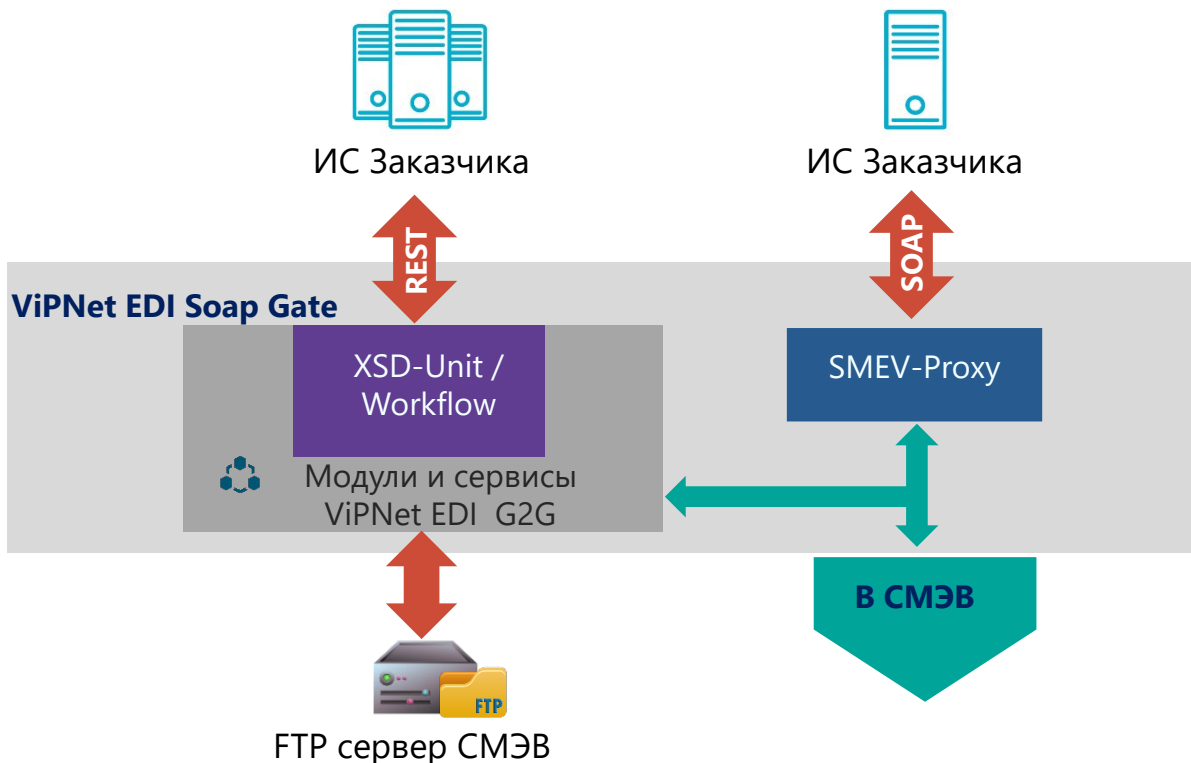 ИС Заказчика
ИС Заказчика
REST
SOAP
ViPNet EDI Soap Gate
XSD-Unit /
Workflow
SMEV-Proxy
Модули и сервисы
ViPNet EDI G2G
В СМЭВ
FTP
FTP сервер СМЭВ